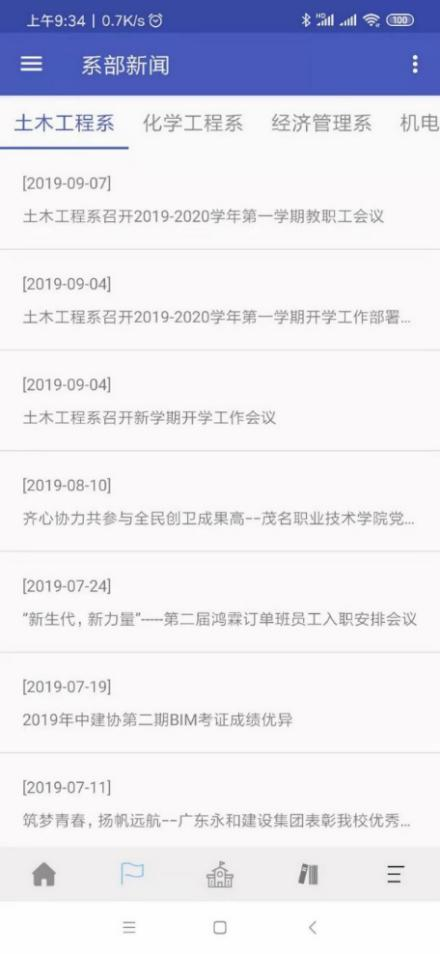 上午9:34 | 0.7K/s
HD
100
系部新闻
土木工程系 化学工程系 经济管理系 机电
[2019-09-07]
土木工程系召开2019-2020学年第一学期教职工会议
[2019-09-04]
土木工程系召开2019-2020学年第一学期开学工作部署...
[2019-09-04]
土木工程系召开新学期开学工作会议
[2019-08-10]
齐心协力共参与全民创卫成果高--茂名职业技术学院党...
[2019-07-24]
“新生代，新力量”-----第二届鸿霖订单班员工入职安排会议
[2019-07-19]
2019年中建协第二期BIM考证成绩优异
[2019-07-11]
筑梦青春，扬帆远航--广东永和建设集团表彰我校优秀...